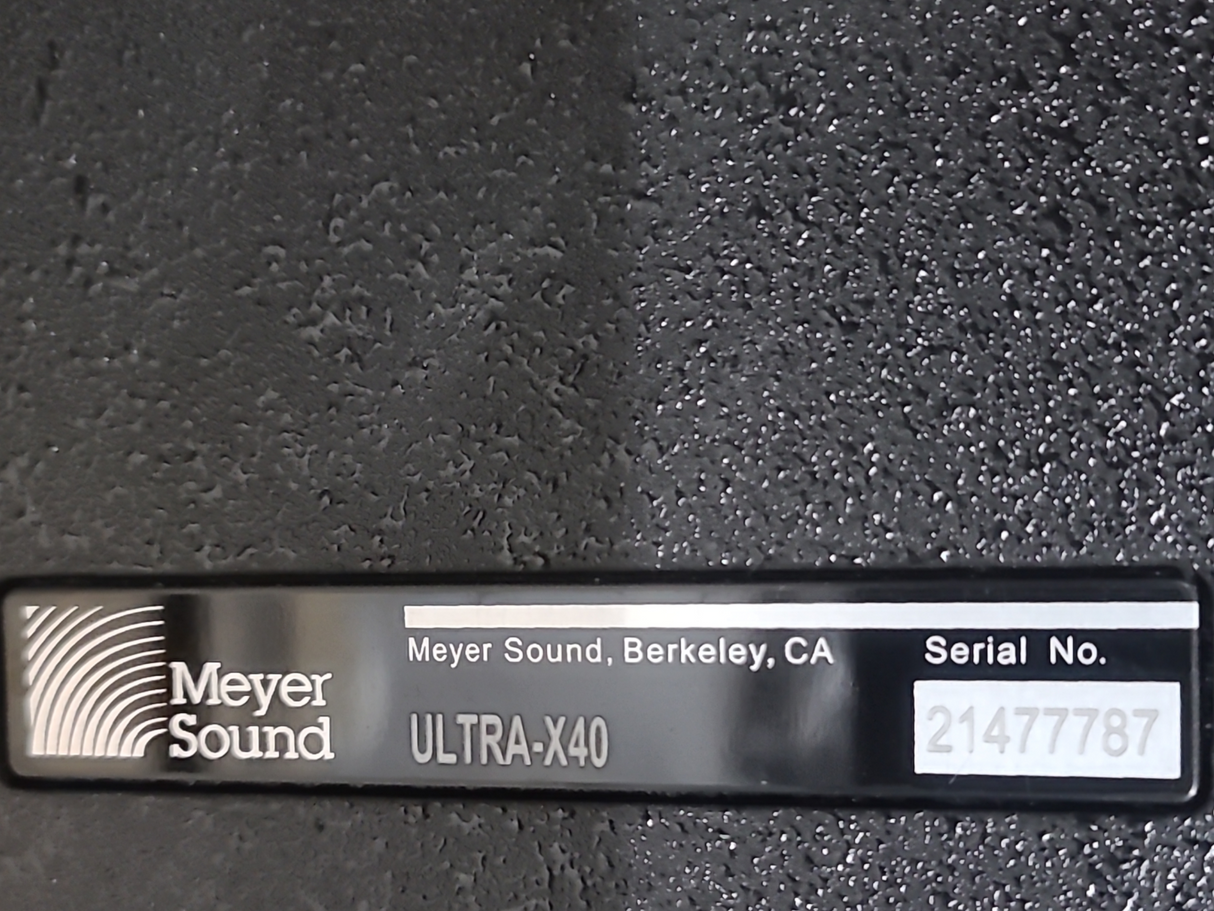 Meyer
Sound
Meyer Sound, Berkeley, CA
ULTRA-X40
Serial No.
21477787